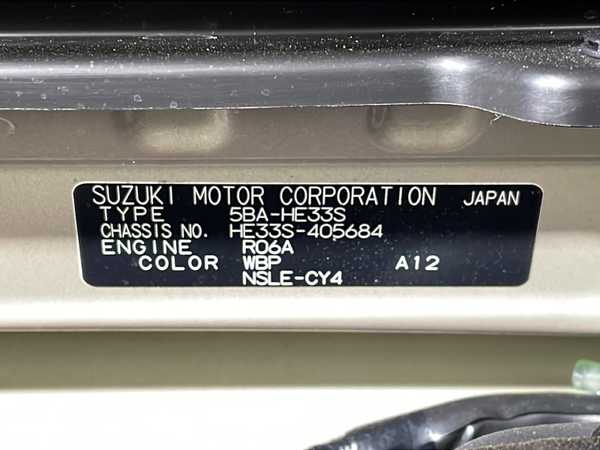 SUZUKI MOTOR CORPORATION JAPAN
TYPE 5BA-HE33S
CHASSIS NO. HE33S-405684
ENGINE R06A
COLOR WBP A12
NSLE-CY4